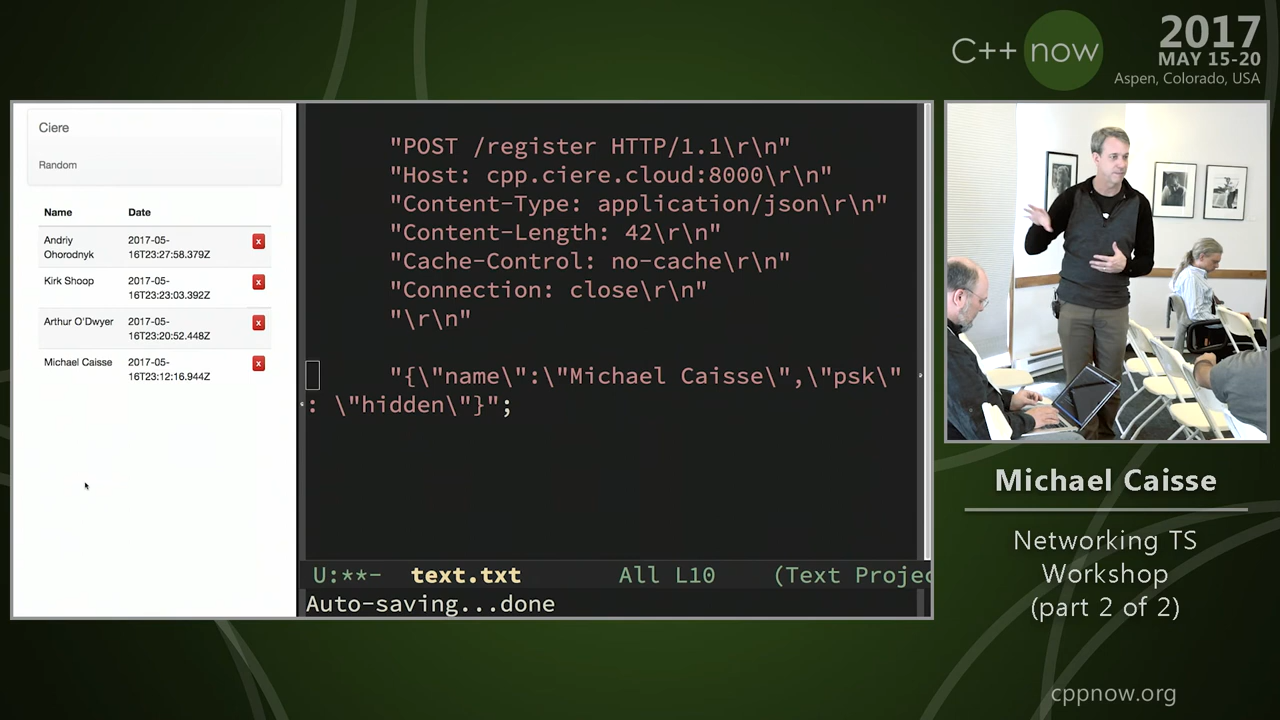 C++ now
2017
MAY 15-20
Aspen, Colorado, USA
Ciere
Random
Name Date
Andriy
Ohorodnyk
2017-05-
16T23:27:58.379Z
x
Kirk Shoop
2017-05-
16T23:23:03.392Z
x
Arthur O'Dwyer
2017-05-
16T23:20:52.448Z
x
Michael Caisse
2017-05-
16T23:12:16.944Z
x
"POST /register HTTP/1.1\r\n"
"Host: cpp.ciere.cloud:8000\r\n"
"Content-Type: application/json\r\n"
"Content-Length: 42\r\n"
"Cache-Control: no-cache\r\n"
"Connection: close\r\n"
"\r\n"
"{\"name\":\"Michael Caisse\",\"psk\"
: \"hidden\"}";
U:**- text.txt All L10 (Text Projec
Auto-saving...done
Michael Caisse
Networking TS
Workshop
(part 2 of 2)
cppnow.org